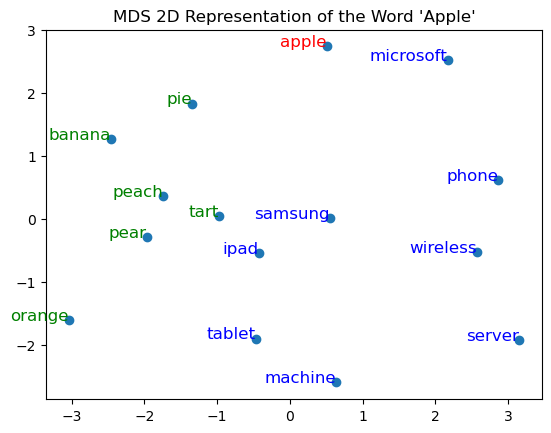 MDS 2D Representation of the Word 'Apple'
3
apple
microsoft
2
pie
banana
1
phone
peach
tart
samsung
0
pear
ipad
wireless
−1
orange
tablet
server
−2
machine
−3 −2 −1 0 1 2 3